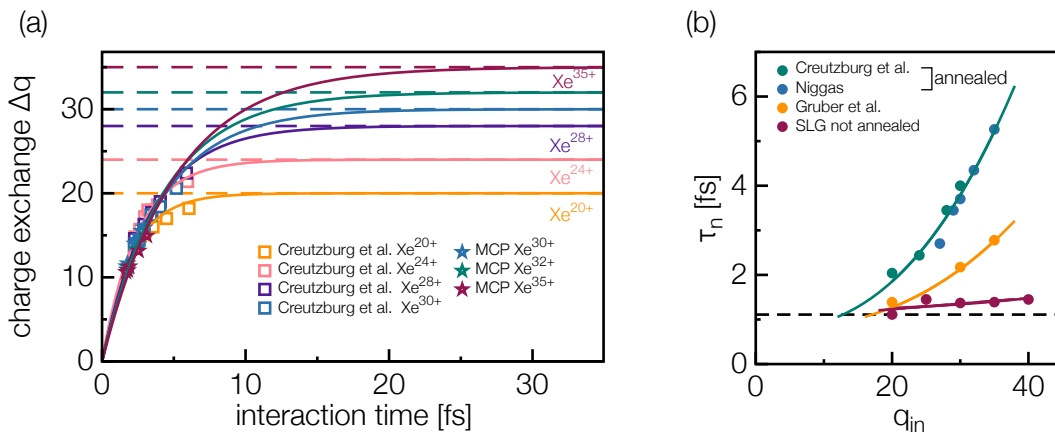 (a)
charge exchange Δq
30
20
10
0
0 10 20 30
interaction time [fs]
Xe35+
Xe28+
Xe24+
Xe20+
Creutzburg et al. Xe20+
Creutzburg et al. Xe24+
Creutzburg et al. Xe28+
Creutzburg et al. Xe30+
MCP Xe30+
MCP Xe32+
MCP Xe35+
(b)
τn [fs]
6
4
2
0
0 10 20 30 40
qin
Creutzburg et al.
Niggas
annealed
Gruber et al.
SLG not annealed